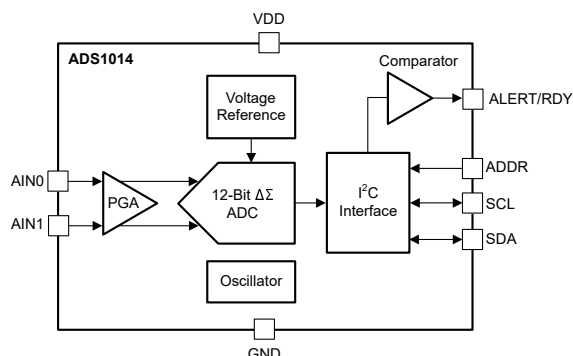 VDD
ADS1014
Comparator
Voltage
Reference
ALERT/RDY
ADDR
AIN0
PGA
12-Bit ΔΣ
ADC
I²C
Interface
SCL
AIN1
SDA
Oscillator
GND